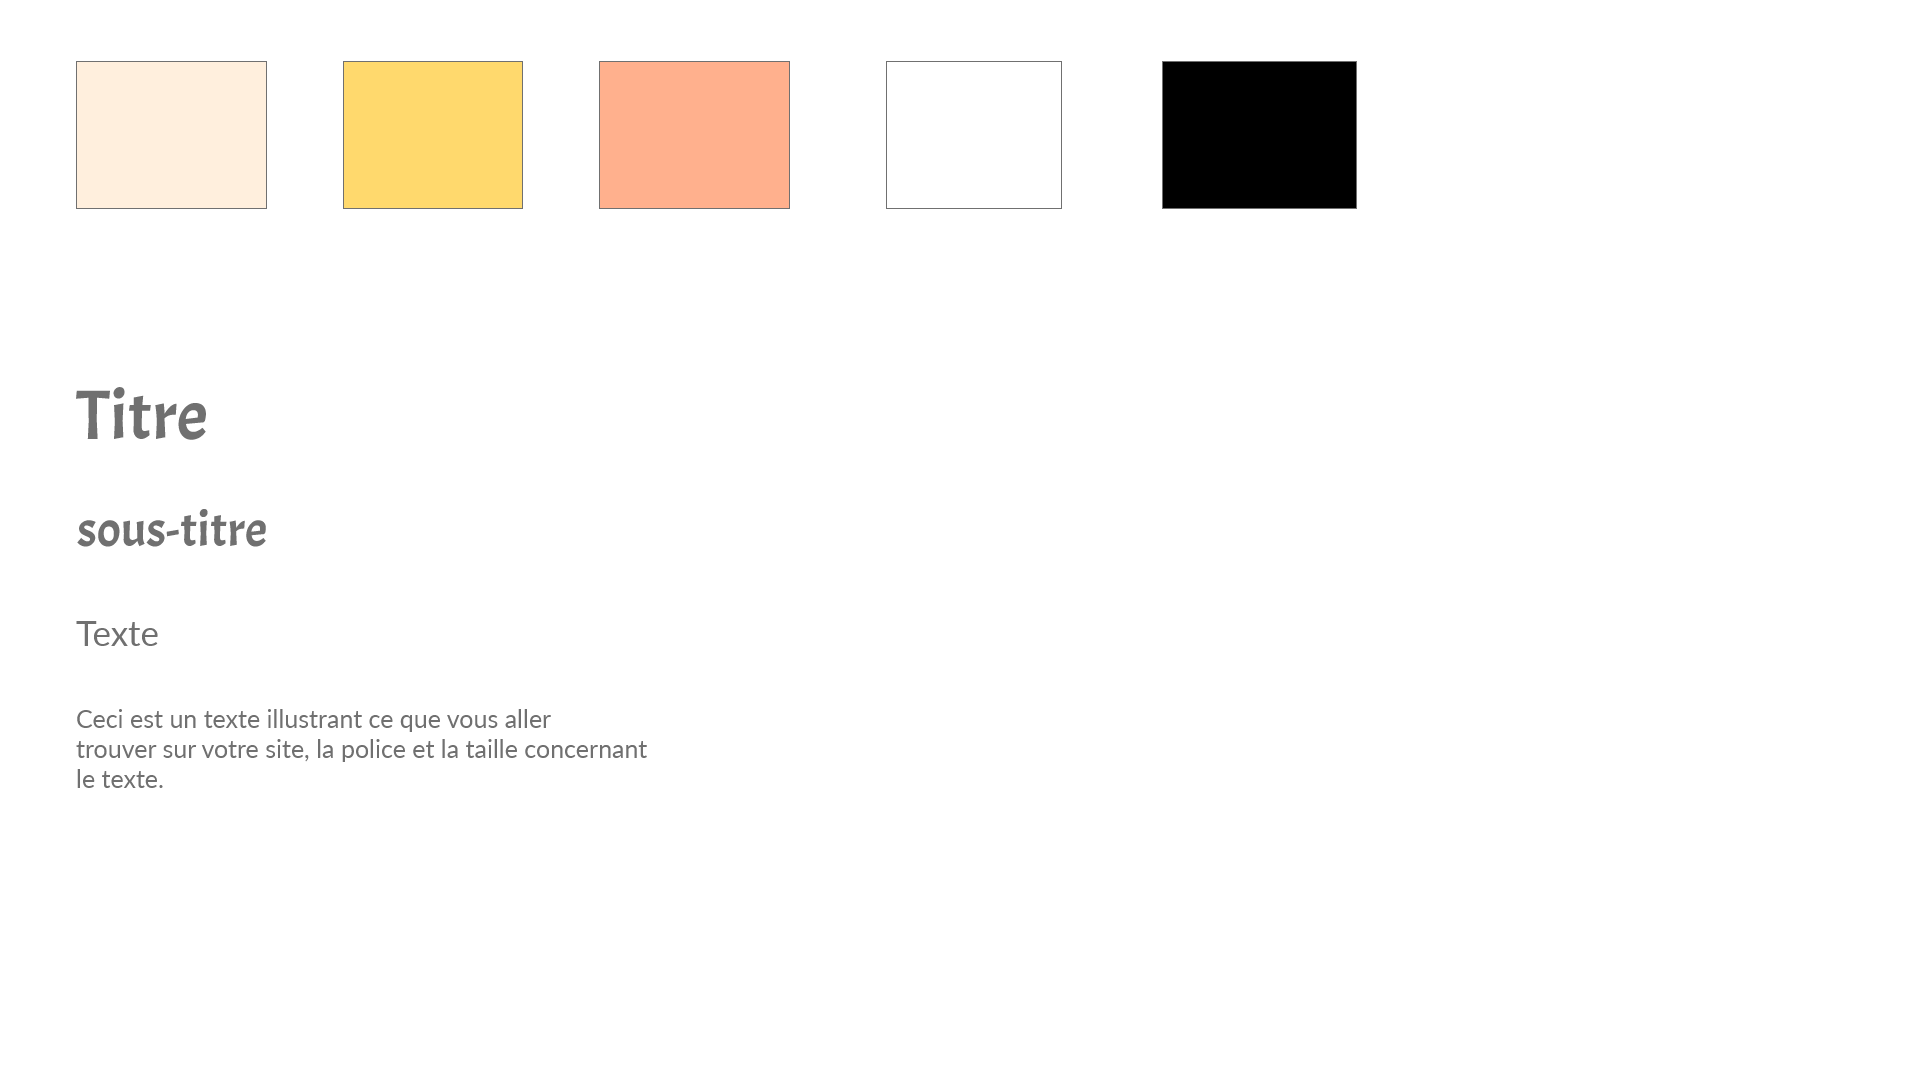 Titre
sous-titre
Texte
Ceci est un texte illustrant ce que vous aller
trouver sur votre site, la police et la taille concernant
le texte.